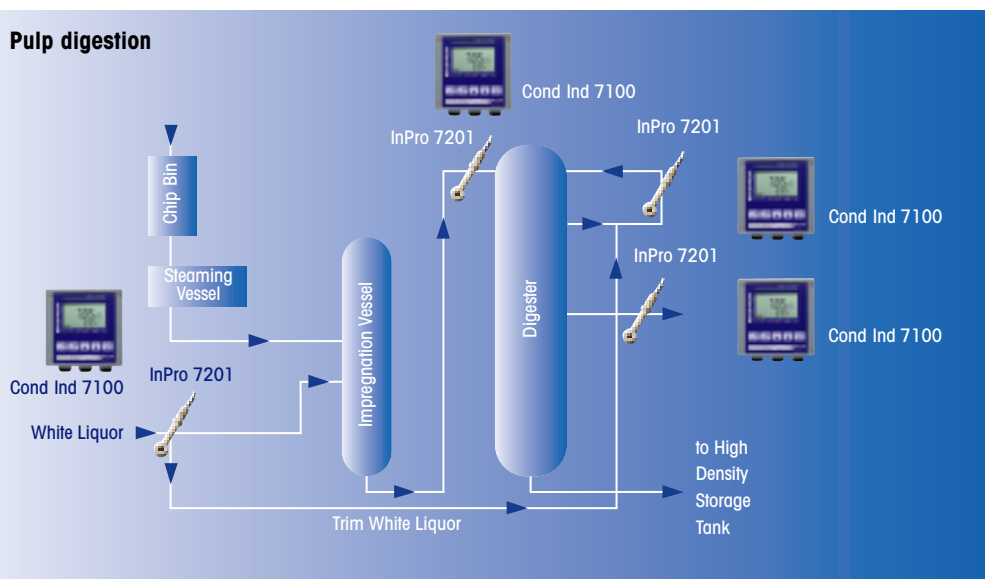 Pulp digestion
Cond Ind 7100
InPro 7201
InPro 7201
Chip Bin
Cond Ind 7100
InPro 7201
Steaming
Vessel
Impregnation Vessel
Digester
Cond Ind 7100
InPro 7201
Cond Ind 7100
White Liquor
to High
Density
Storage
Tank
Trim White Liquor